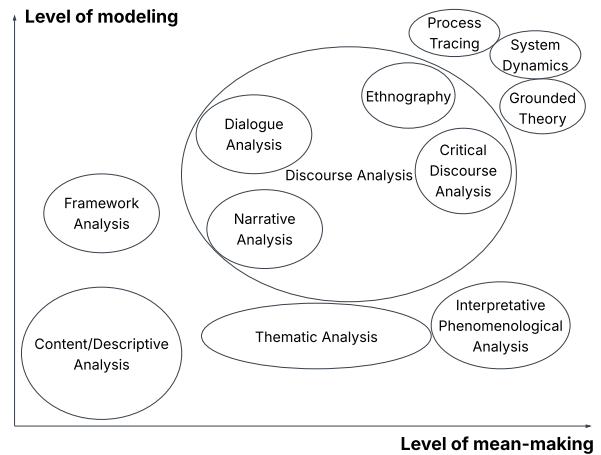 Level of modeling
Process
Tracing
System
Dynamics
Ethnography
Grounded
Theory
Dialogue
Analysis
Critical
Discourse
Analysis
Discourse Analysis
Framework
Analysis
Narrative
Analysis
Interpretative
Phenomenological
Analysis
Thematic Analysis
Content/Descriptive
Analysis
Level of mean-making